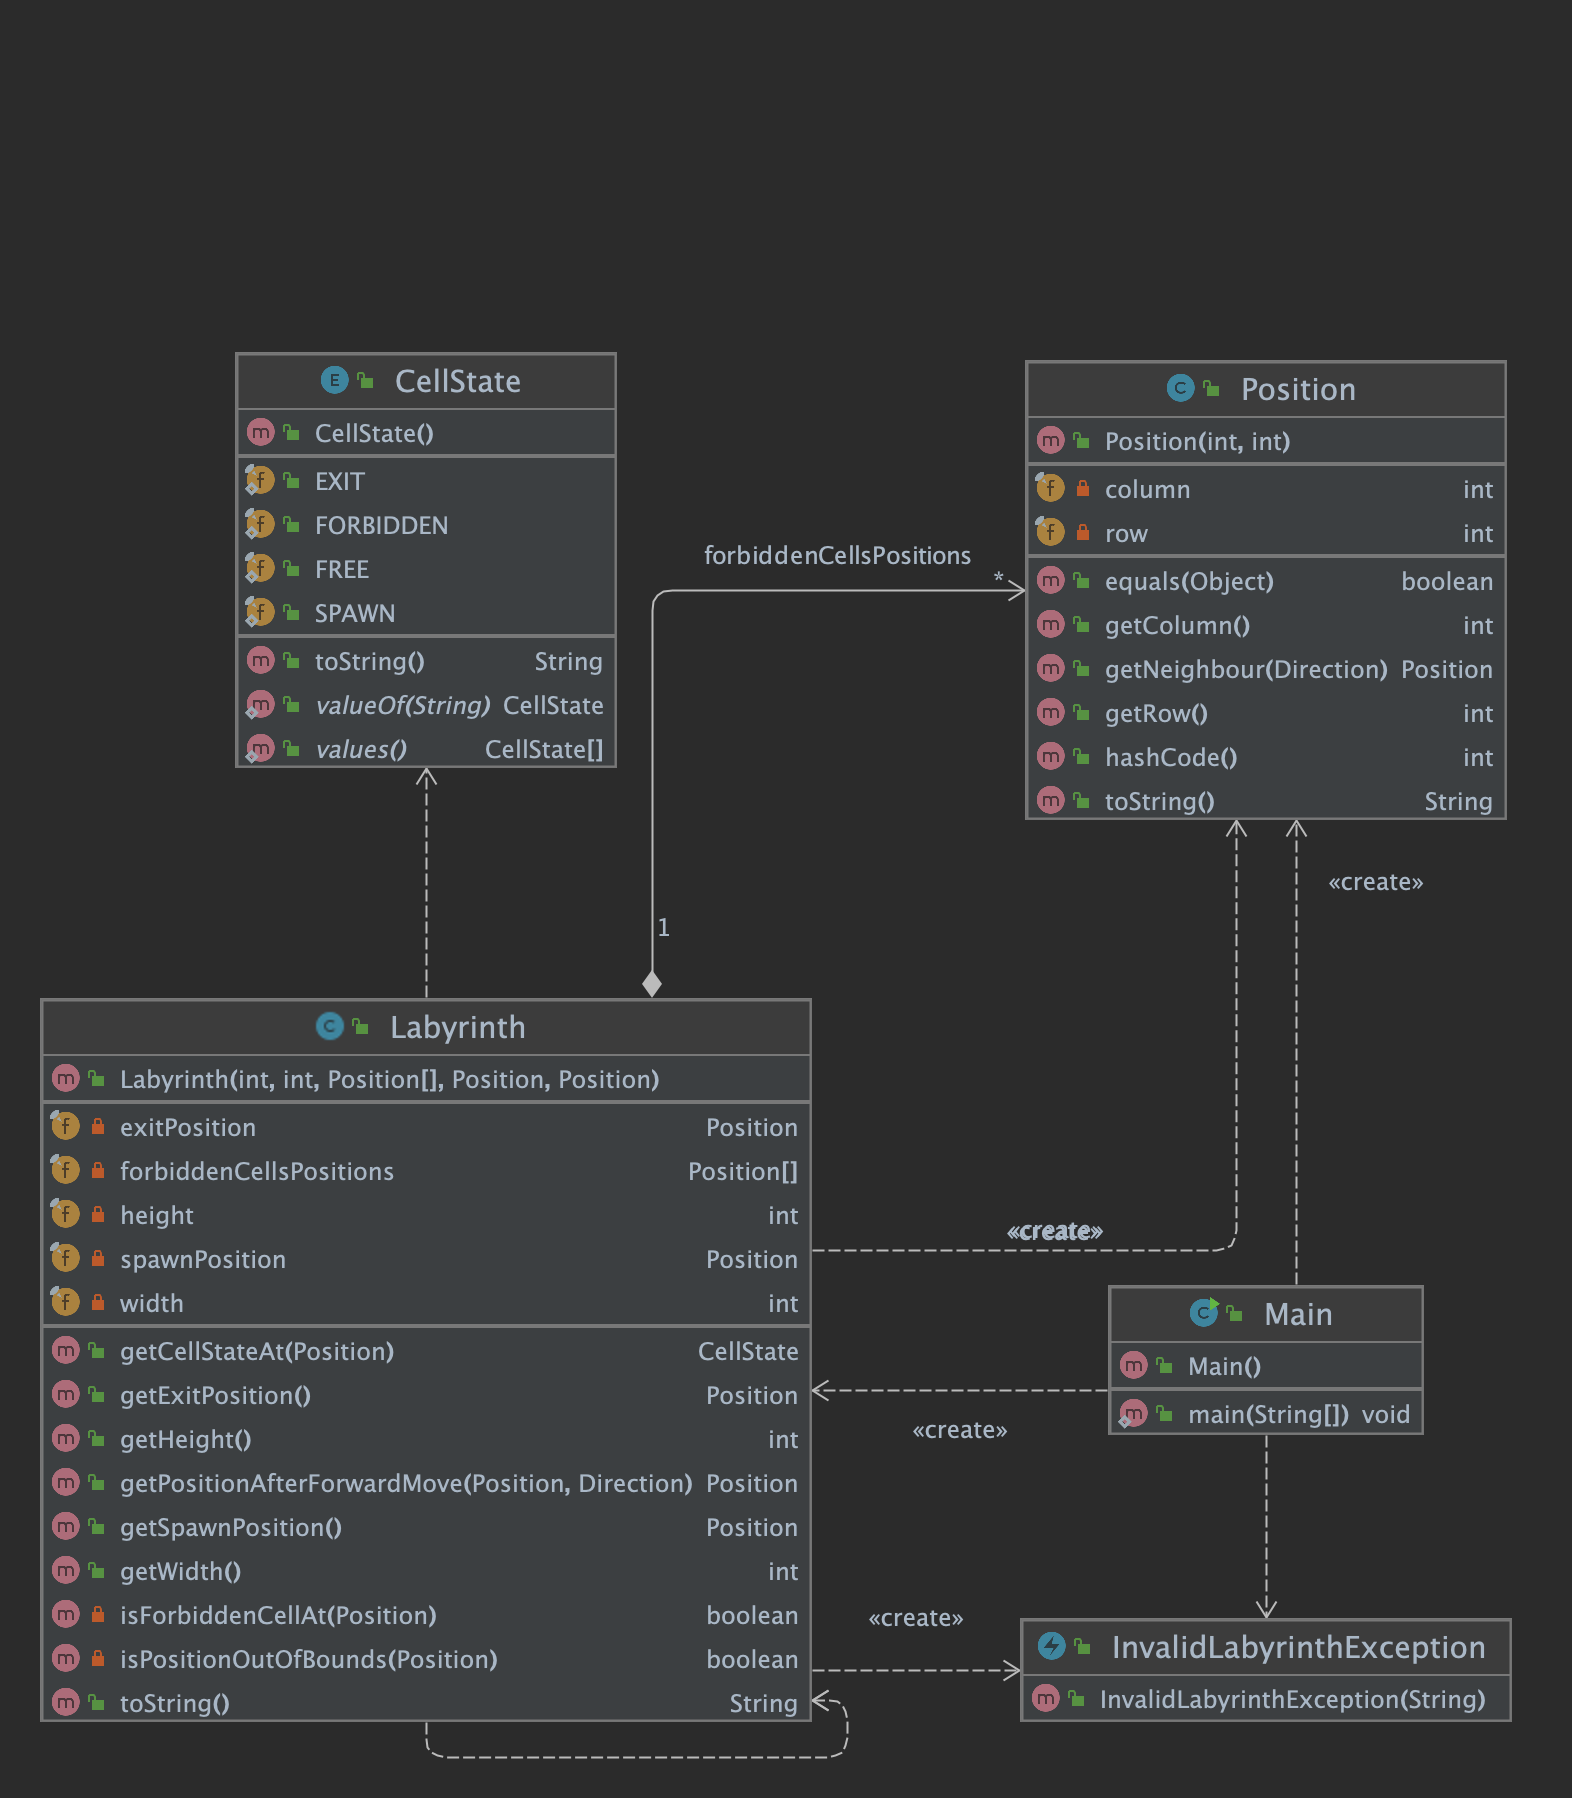 CellState
CellState()
EXIT
FORBIDDEN
FREE
SPAWN
toString() String
valueOf(String) CellState
values() CellState[]
Position
Position(int, int)
column int
row int
equals(Object) boolean
getColumn() int
getNeighbour(Direction) Position
getRow() int
hashCode() int
toString() String
forbiddenCellsPositions
*
1
«create»
Labyrinth
Labyrinth(int, int, Position[], Position, Position)
exitPosition Position
forbiddenCellsPositions Position[]
height int
spawnPosition Position
width int
getCellStateAt(Position) CellState
getExitPosition() Position
getHeight() int
getPositionAfterForwardMove(Position, Direction) Position
getSpawnPosition() Position
getWidth() int
isForbiddenCellAt(Position) boolean
isPositionOutOfBounds(Position) boolean
toString() String
«create»
Main
Main()
main(String[]) void
«create»
«create»
InvalidLabyrinthException
InvalidLabyrinthException(String)